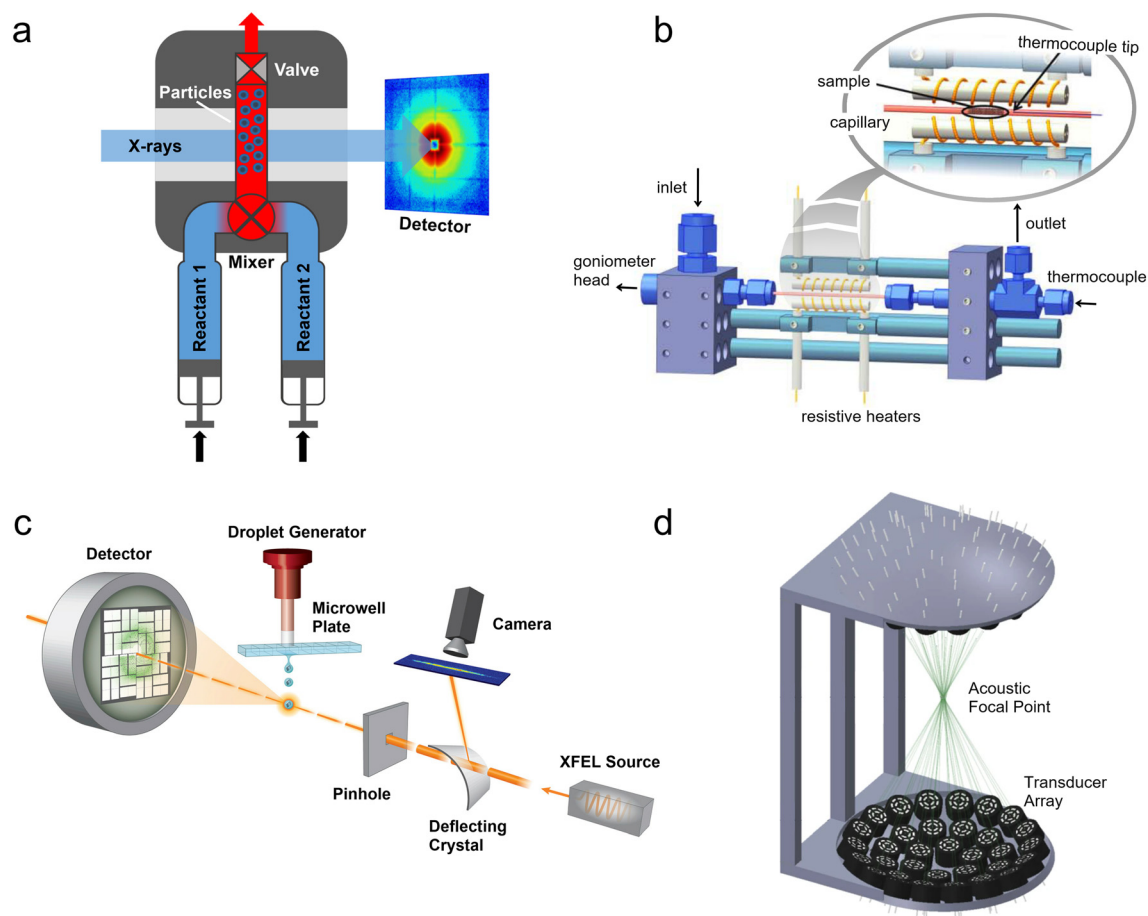 a
Valve
Particles
X-rays
Detector
Mixer
Reactant 1
Reactant 2
b
thermocouple tip
sample
capillary
inlet
outlet
goniometer
head
thermocouple
resistive heaters
c
Droplet Generator
Detector
Microwell
Plate
Camera
XFEL Source
Pinhole
Deflecting
Crystal
d
Acoustic
Focal Point
Transducer
Array